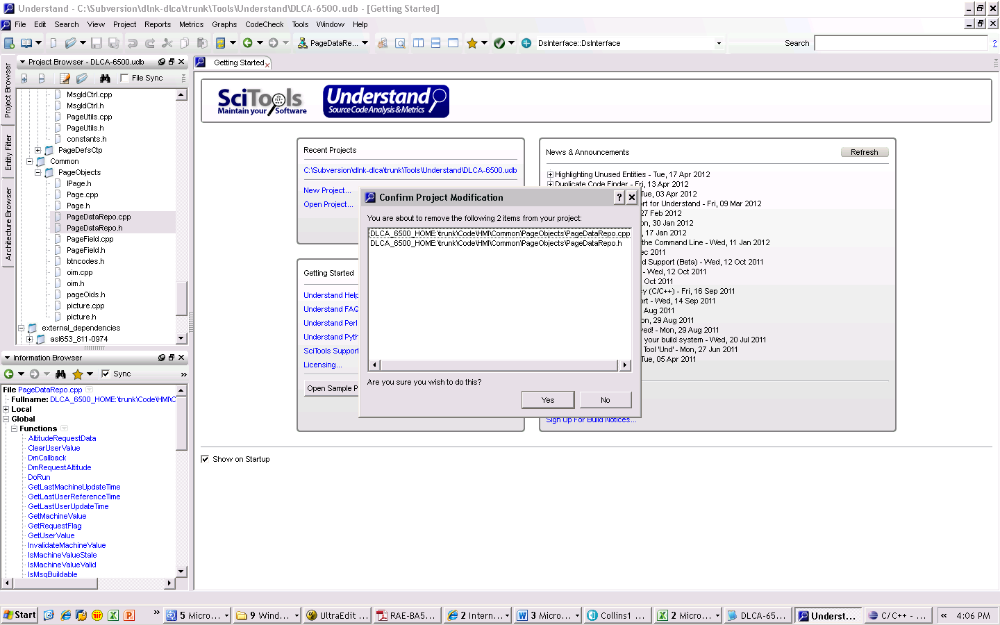 Understand - C:\Subversion\dlnk-dlca\trunk\Tools\Understand\DLCA-6500.udb - [Getting Started]
File Edit Search View Project Reports Metrics Graphs CodeCheck Tools Window Help
PageDataRe... DsInterface::DsInterface Search ?
Project Browser - DLCA-6500.udb
Getting Started
File Sync
Project Browser
Entity Filter
Architecture Browser
MsgIdCtrl.cpp
MsgIdCtrl.h
PageUtils.cpp
PageUtils.h
constants.h
PageDefsCtp
Common
PageObjects
IPage.h
Page.cpp
Page.h
PageDataRepo.cpp
PageDataRepo.h
PageField.cpp
PageField.h
btncodes.h
oim.cpp
oim.h
pageOids.h
picture.cpp
picture.h
external_dependencies
asl653_811-0974
Information Browser
Sync »
File PageDataRepo.cpp
Fullname: DLCA_6500_HOME:\trunk\Code\HMI\C
Local
Global
Functions
AltitudeRequestData
ClearUserValue
DmCallback
DmRequestAltitude
DoRun
GetLastMachineUpdateTime
GetLastUserReferenceTime
GetLastUserUpdateTime
GetMachineValue
GetRequestFlag
GetUserValue
InvalidateMachineValue
IsMachineValueStale
IsMachineValueValid
IsMsgBuildable
SciTools
Maintain your Software
Understand
Source Code Analysis & Metrics
Recent Projects
C:\Subversion\dlnk-dlca\trunk\Tools\Understand\DLCA-6500.udb
New Project...
Open Project...
Getting Started
Understand Help
Understand FAQ
Understand Perl
Understand Pyth
SciTools Support
Licensing...
Open Sample P
News & Announcements
Refresh
Highlighting Unused Entities - Tue, 17 Apr 2012
Duplicate Code Finder - Fri, 13 Apr 2012
Tue, 03 Apr 2012
ort for Understand - Fri, 09 Mar 2012
27 Feb 2012
on, 30 Jan 2012
17 Jan 2012
the Command Line - Wed, 11 Jan 2012
ec 2011
d Support (Beta) - Wed, 12 Oct 2011
- Wed, 12 Oct 2011
Oct 2011
cy (C/C++) - Fri, 16 Sep 2011
ort - Wed, 14 Sep 2011
Aug 2011
on, 29 Aug 2011
ved! - Mon, 29 Aug 2011
your build system - Wed, 20 Jul 2011
Tool 'Und' - Mon, 27 Jun 2011
Tue, 05 Apr 2011
Sign Up For Build Notices...
Confirm Project Modification
?
You are about to remove the following 2 items from your project:
DLCA_6500_HOME:\trunk\Code\HMI\Common\PageObjects\PageDataRepo.cpp
DLCA_6500_HOME:\trunk\Code\HMI\Common\PageObjects\PageDataRepo.h
Are you sure you wish to do this?
Yes
No
Show on Startup
Start » 5 Micro... 9 Wind... UltraEdit ... RAE-BA5... 2 Intern... 3 Micro... Collins1 ... 2 Micro... DLCA-65... Underst... C/C++ - ... « 4:06 PM